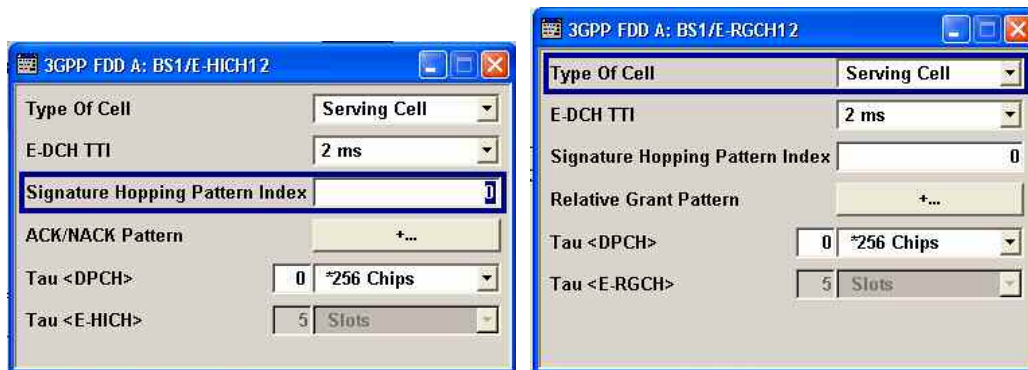 3GPP FDD A: BS1/E-HICH12
Type Of Cell Serving Cell
E-DCH TTI 2 ms
Signature Hopping Pattern Index 0
ACK/NACK Pattern +...
Tau <DPCH> 0 *256 Chips
Tau <E-HICH> 5 Slots
3GPP FDD A: BS1/E-RGCH12
Type Of Cell Serving Cell
E-DCH TTI 2 ms
Signature Hopping Pattern Index 0
Relative Grant Pattern +...
Tau <DPCH> 0 *256 Chips
Tau <E-RGCH> 5 Slots